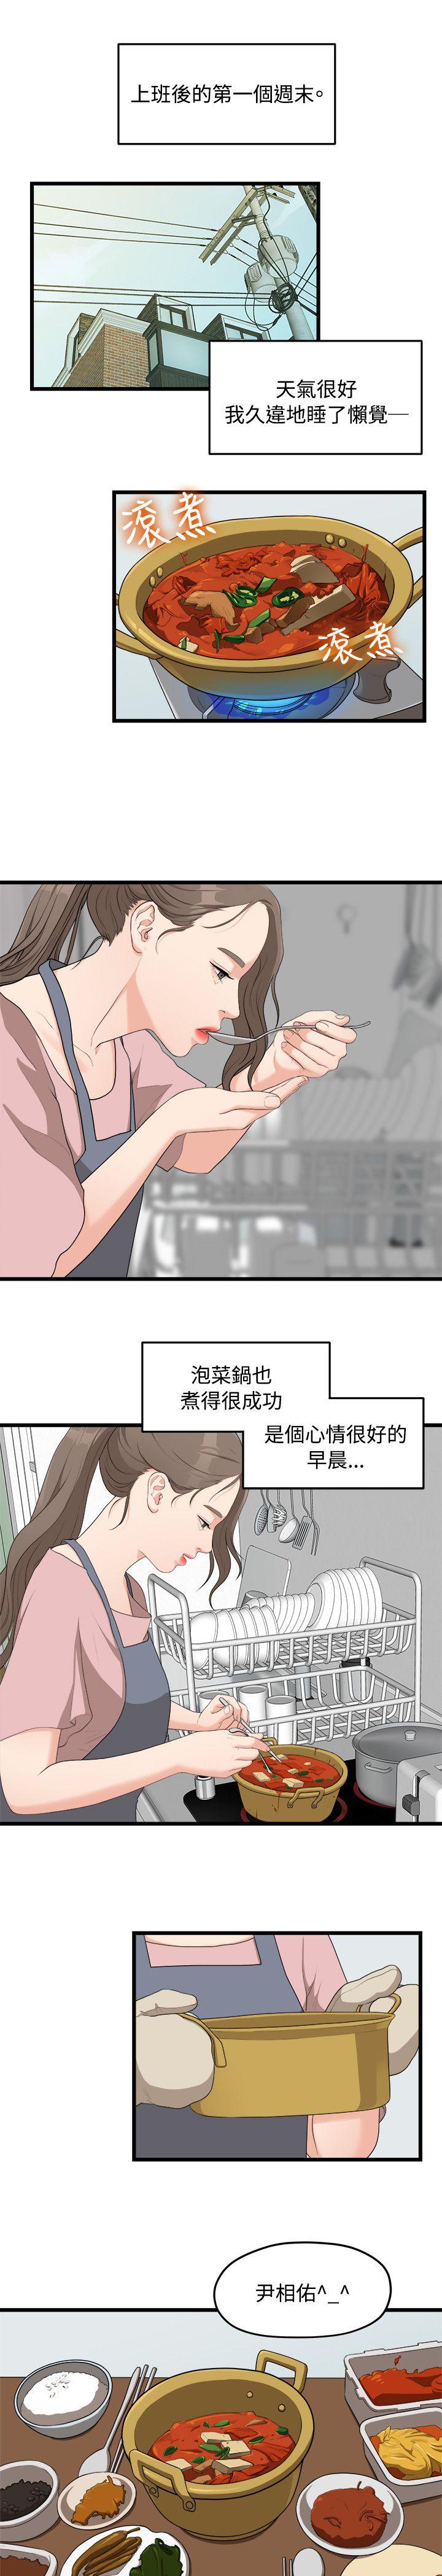 上班後的第一個週末。
天氣很好
我久違地睡了懶覺—
滾煮
滾煮
泡菜鍋也
煮得很成功
是個心情很好的
早晨...
尹相佑^_^